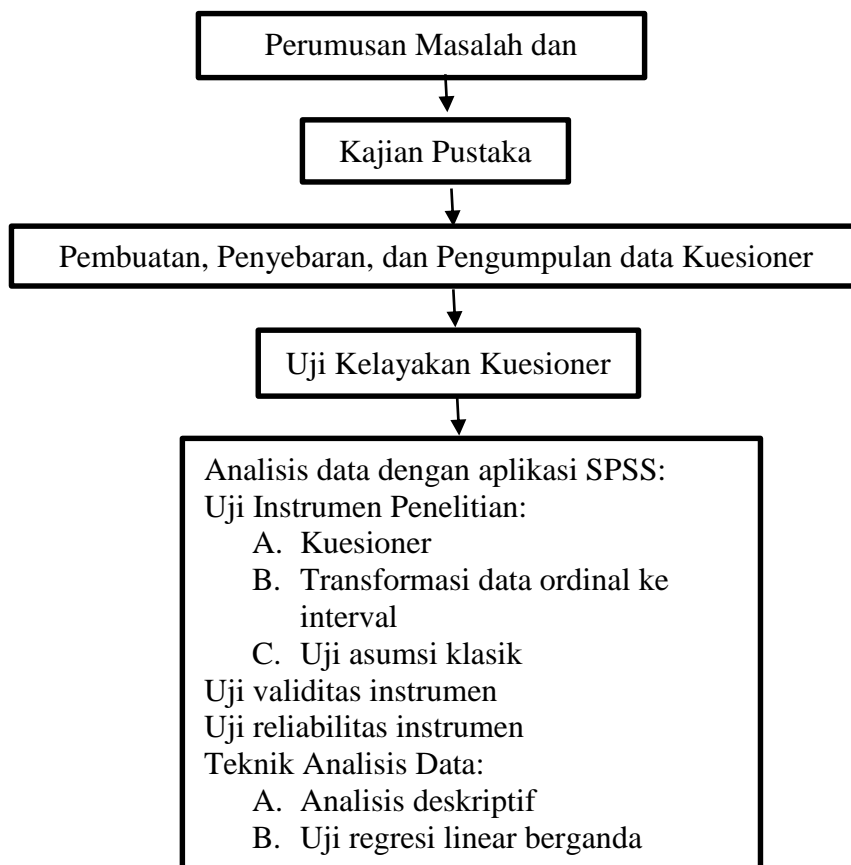 Perumusan Masalah dan
Kajian Pustaka
Pembuatan, Penyebaran, dan Pengumpulan data Kuesioner
Uji Kelayakan Kuesioner
Analisis data dengan aplikasi SPSS:
Uji Instrumen Penelitian:
A. Kuesioner
B. Transformasi data ordinal ke
interval
C. Uji asumsi klasik
Uji validitas instrumen
Uji reliabilitas instrumen
Teknik Analisis Data:
A. Analisis deskriptif
B. Uji regresi linear berganda